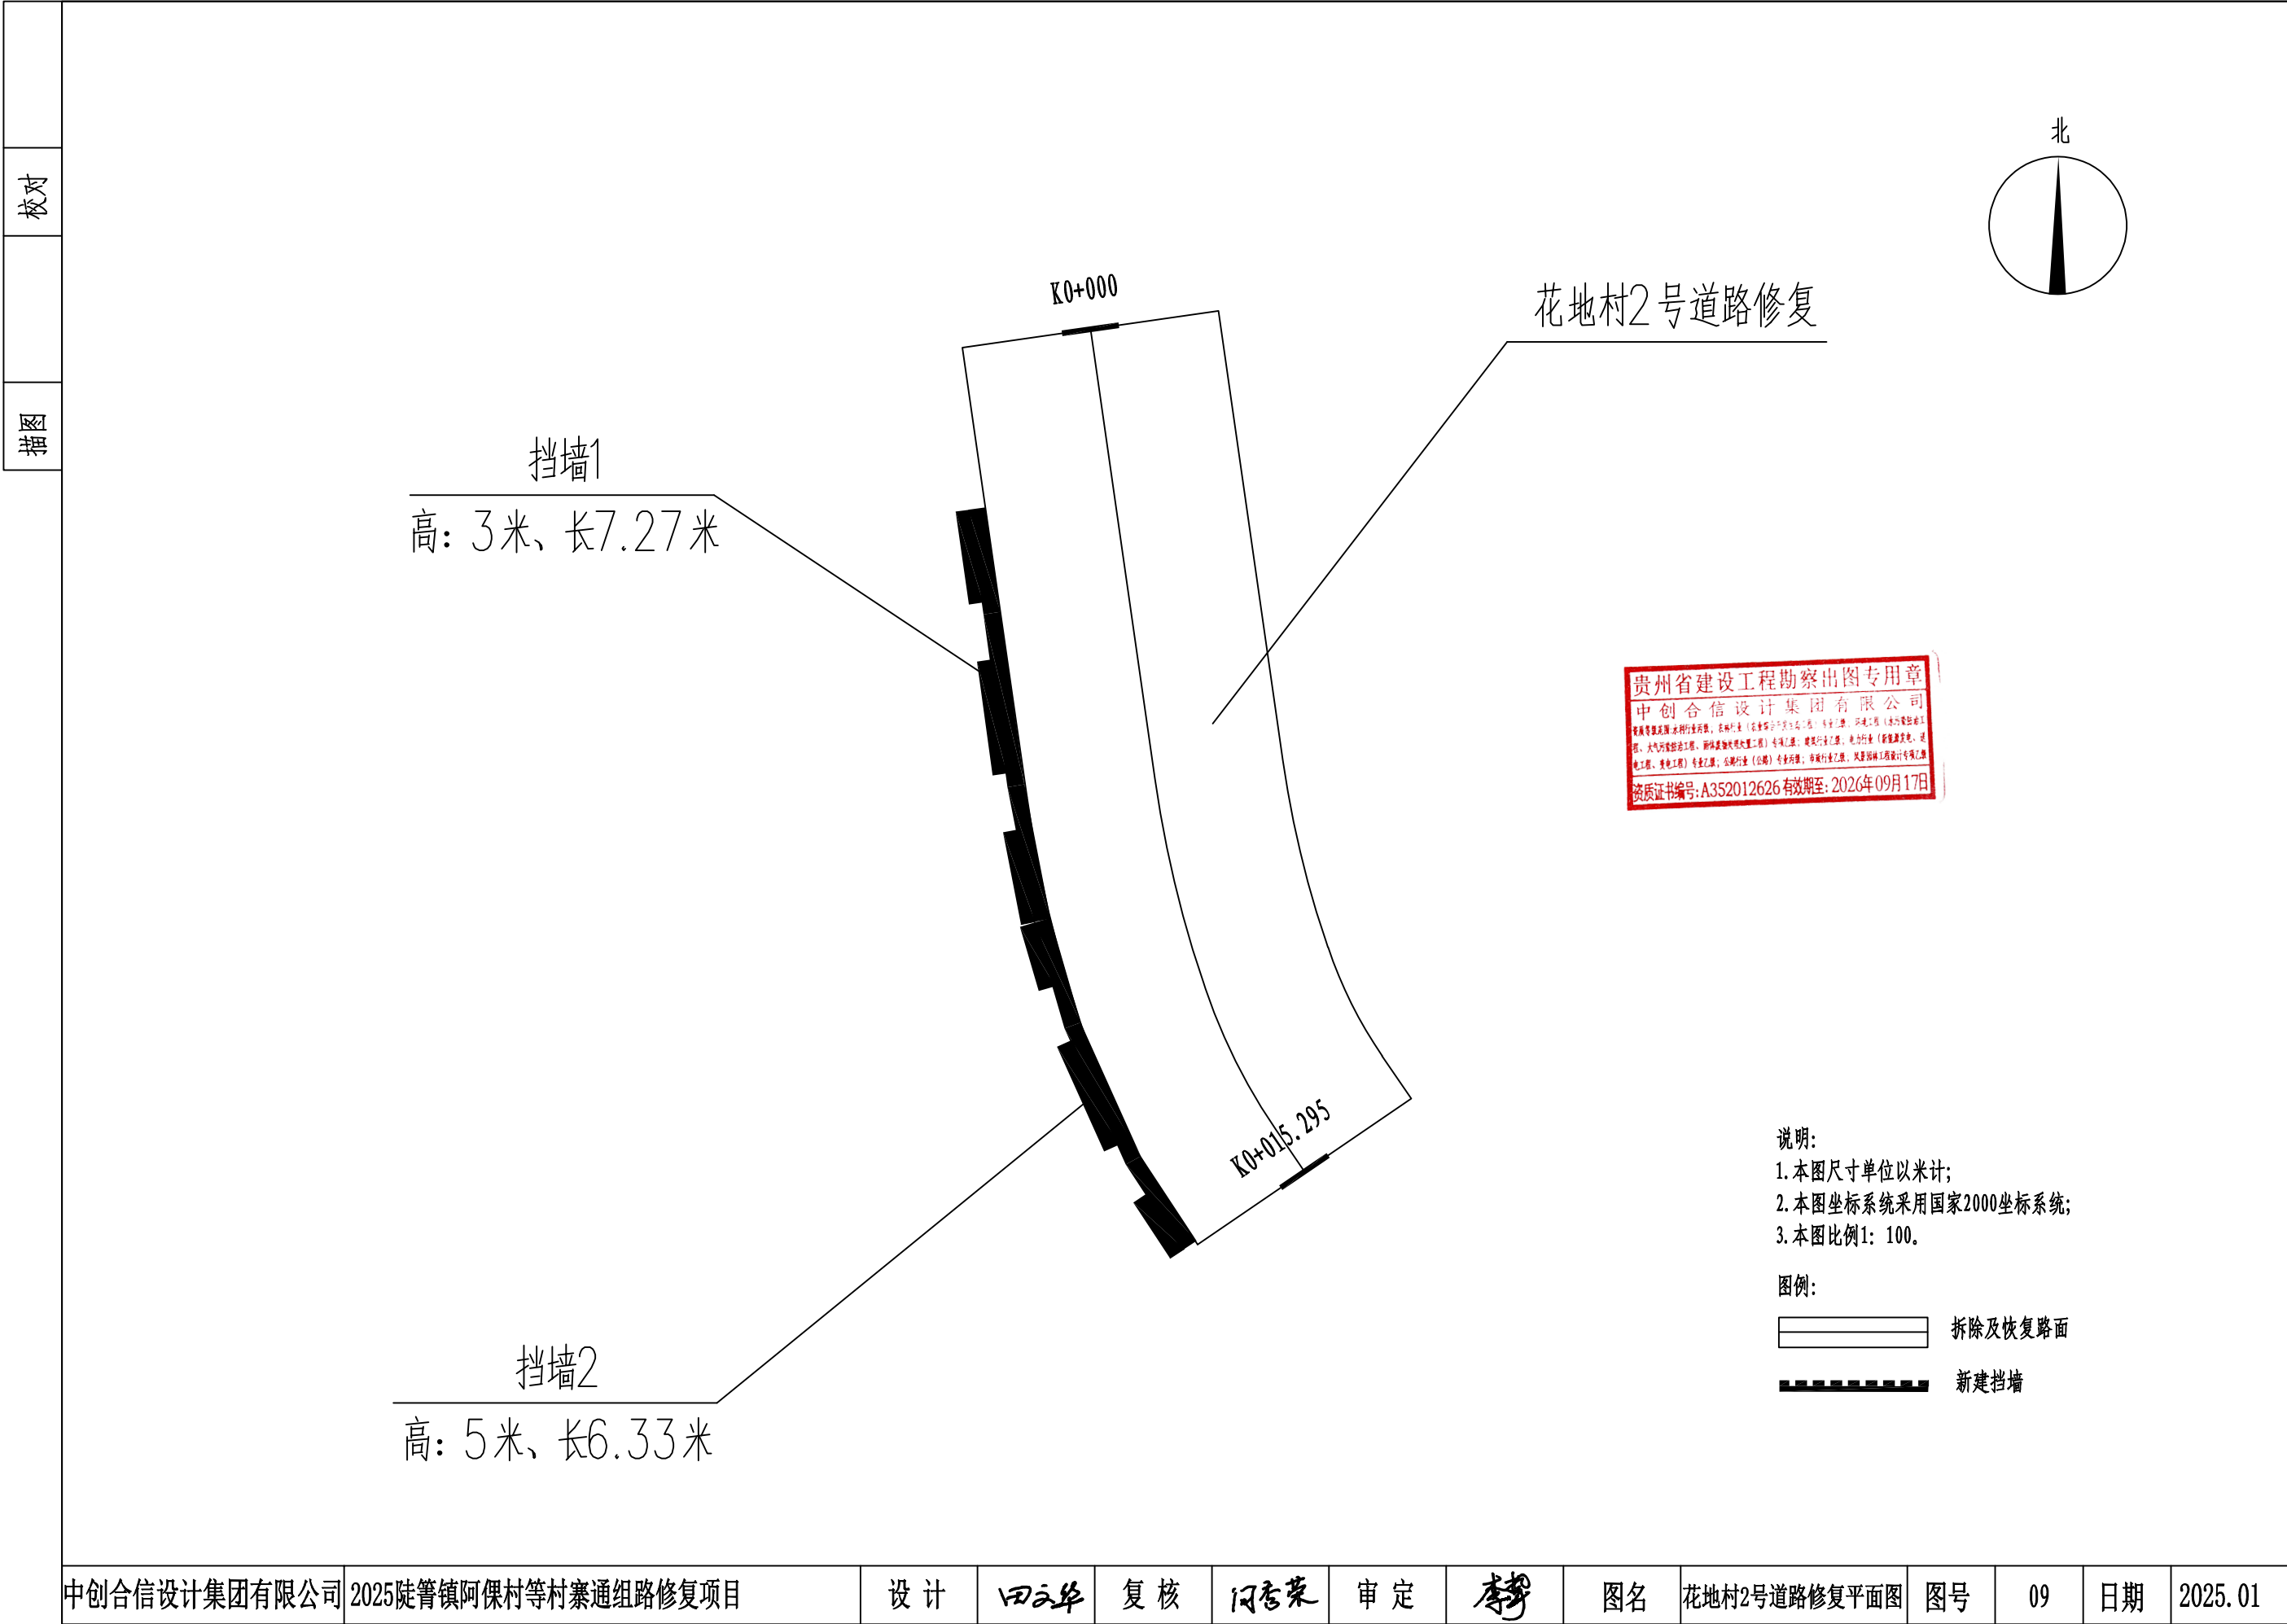 校对
描图
北
K0+000
花地村2号道路修复
挡墙1
高：3米、长7.27米
贵州省建设工程勘察出图专用章
中创合信设计集团有限公司
资质证书编号：A352012626 有效期至：2026年09月17日
K0+015.295
说明：
1.本图尺寸单位以米计；
2.本图坐标系统采用国家2000坐标系统；
3.本图比例1：100。
图例：
拆除及恢复路面
新建挡墙
挡墙2
高：5米、长6.33米
中创合信设计集团有限公司 2025陡箐镇阿倮村等村寨通组路修复项目 设计 田文华 复核 审定 图名 花地村2号道路修复平面图 图号 09 日期 2025.01